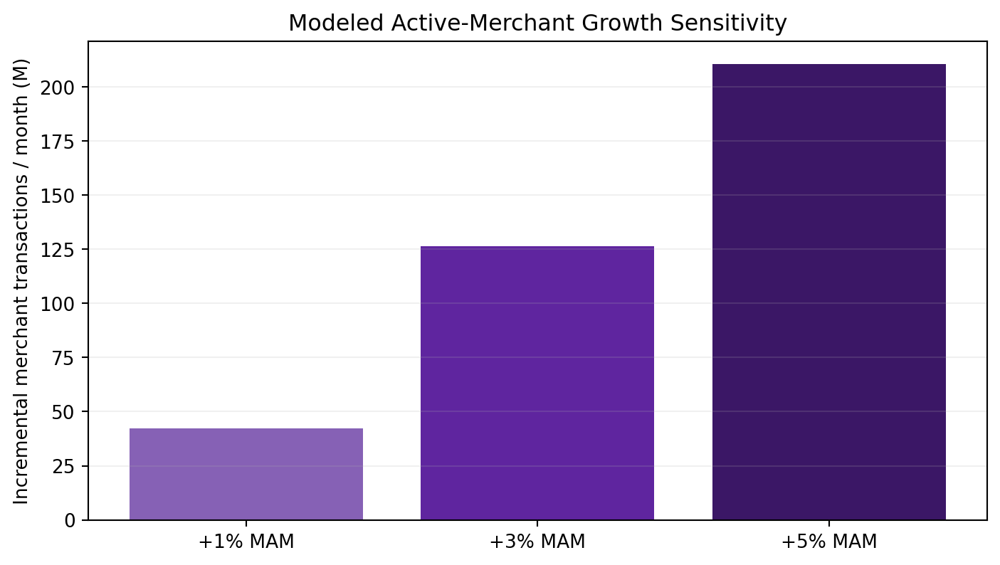 Modeled Active-Merchant Growth Sensitivity
Incremental merchant transactions / month (M)
200
175
150
125
100
75
50
25
0
+1% MAM
+3% MAM
+5% MAM